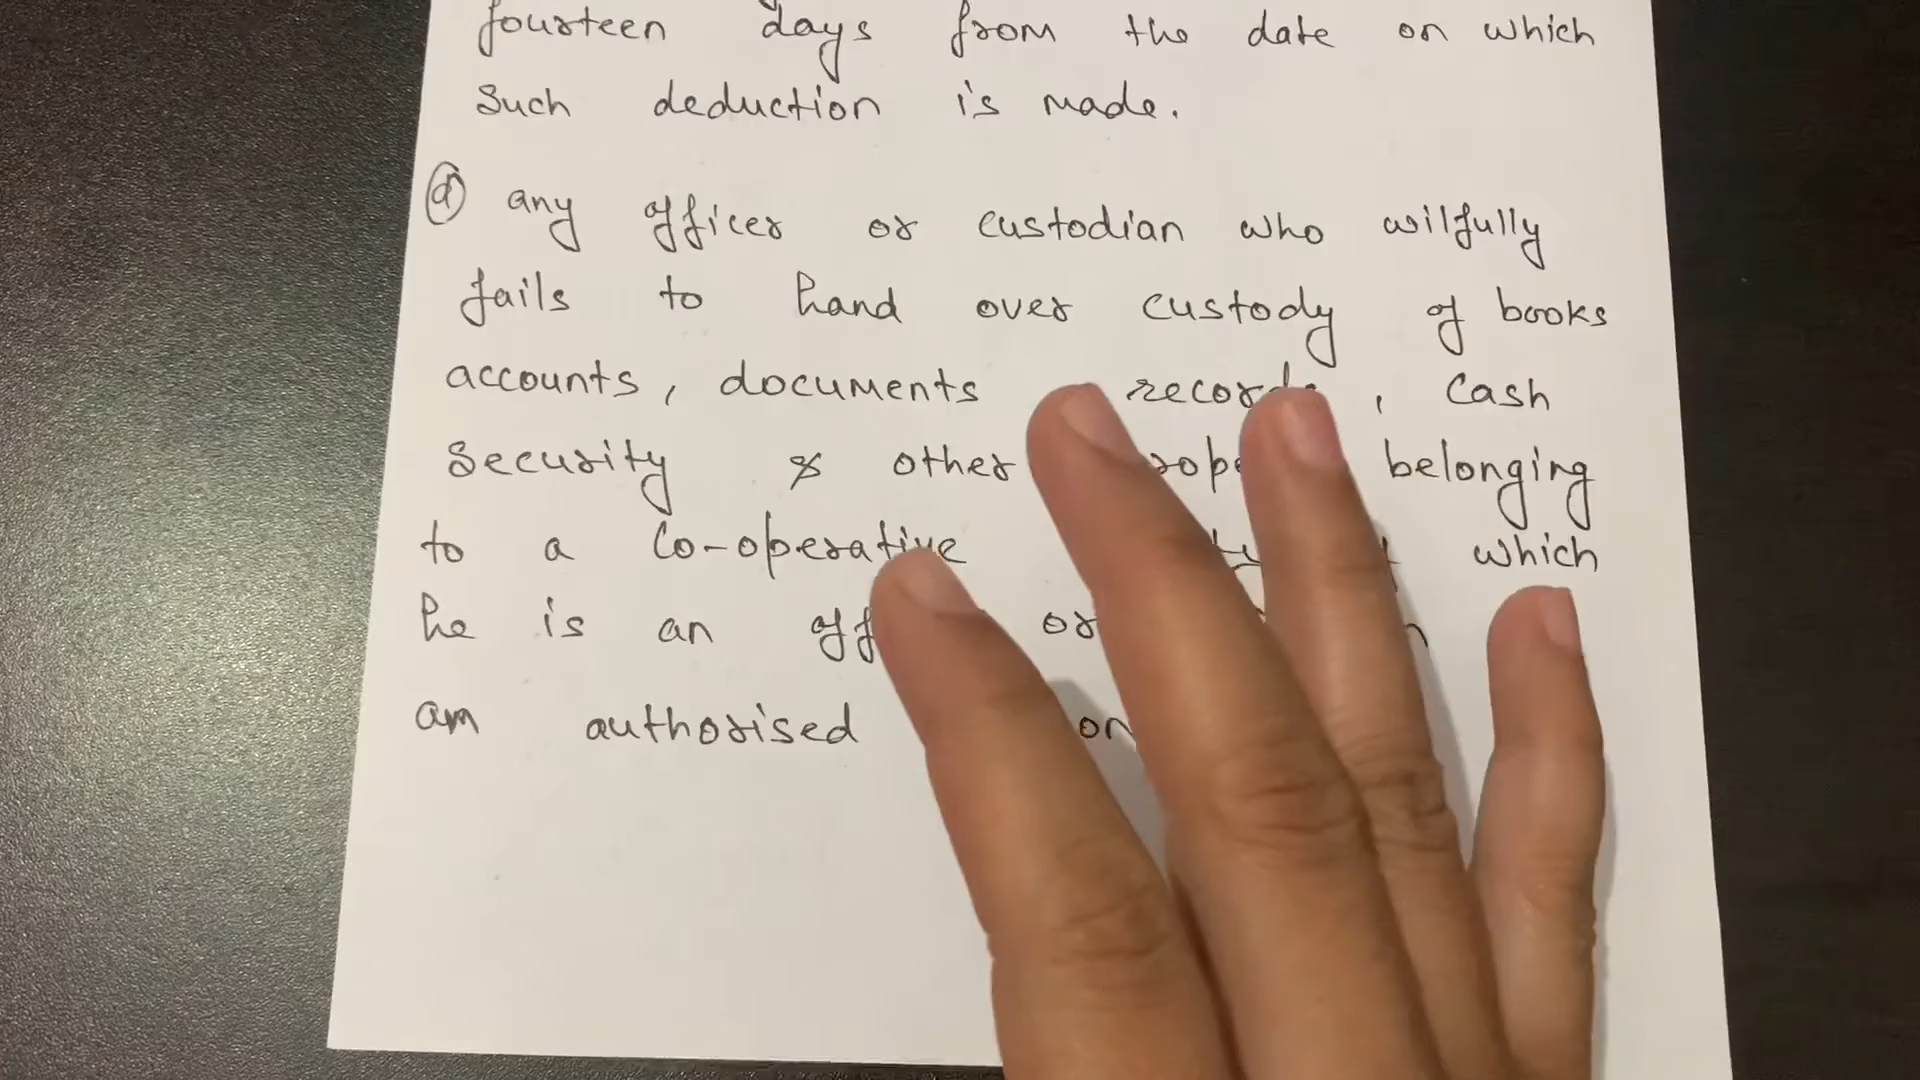 fourteen days from the date on which
such deduction is made.
(d) any officer or custodian who wilfully
fails to hand over custody of books
accounts, documents , cash
security & other belonging
to a co-operative which
he is an or
am authorised